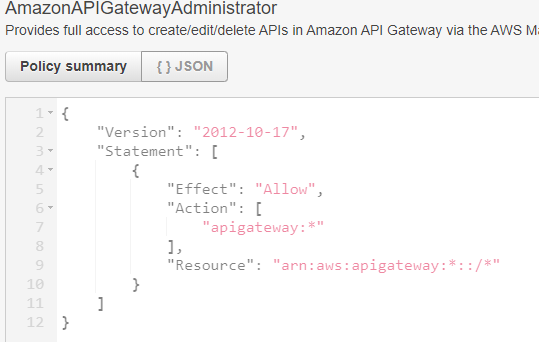 AmazonAPIGatewayAdministrator
Provides full access to create/edit/delete APIs in Amazon API Gateway via the AWS
Policy summary { } JSON
1 {
2 "Version": "2012-10-17",
3 "Statement": [
4 {
5 "Effect": "Allow",
6 "Action": [
7 "apigateway:*"
8 ],
9 "Resource": "arn:aws:apigateway:*::/*"
10 }
11 ]
12 }